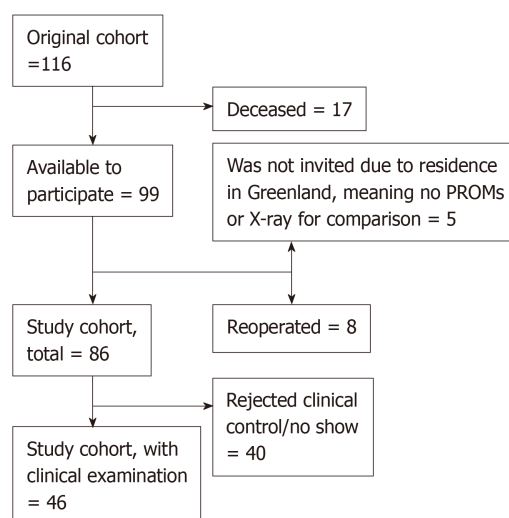 Original cohort
=116
Deceased = 17
Available to
participate = 99
Was not invited due to residence
in Greenland, meaning no PROMs
or X-ray for comparison = 5
Study cohort,
total = 86
Reoperated = 8
Rejected clinical
control/no show
= 40
Study cohort, with
clinical examination
= 46